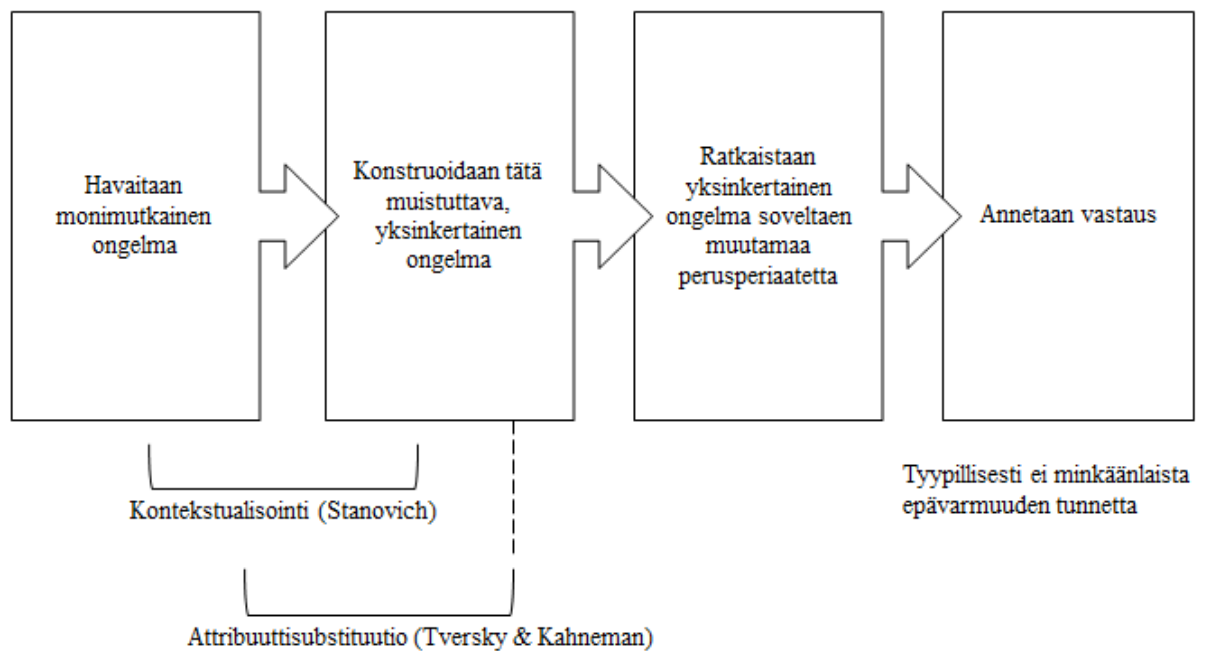 Havaitaan
monimutkainen
ongelma
Konstruoidaan tätä
muistuttava,
yksinkertainen
ongelma
Ratkaistaan
yksinkertainen
ongelma soveltaen
muutamaa
perusperiaatetta
Annetaan vastaus
Tyypillisesti ei minkäänlaista
epävarmuuden tunnetta
Kontekstualisointi (Stanovich)
Attribuuttisubstituutio (Tversky & Kahneman)